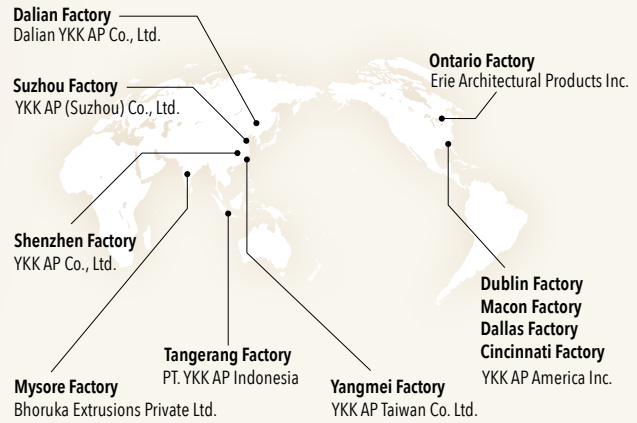 Dalian Factory
Dalian YKK AP Co., Ltd.
Suzhou Factory
YKK AP (Suzhou) Co., Ltd.
Ontario Factory
Erie Architectural Products Inc.
Shenzhen Factory
YKK AP Co., Ltd.
Dublin Factory
Macon Factory
Dallas Factory
Cincinnati Factory
YKK AP America Inc.
Tangerang Factory
PT. YKK AP Indonesia
Mysore Factory
Bhoruka Extrusions Private Ltd.
Yangmei Factory
YKK AP Taiwan Co. Ltd.